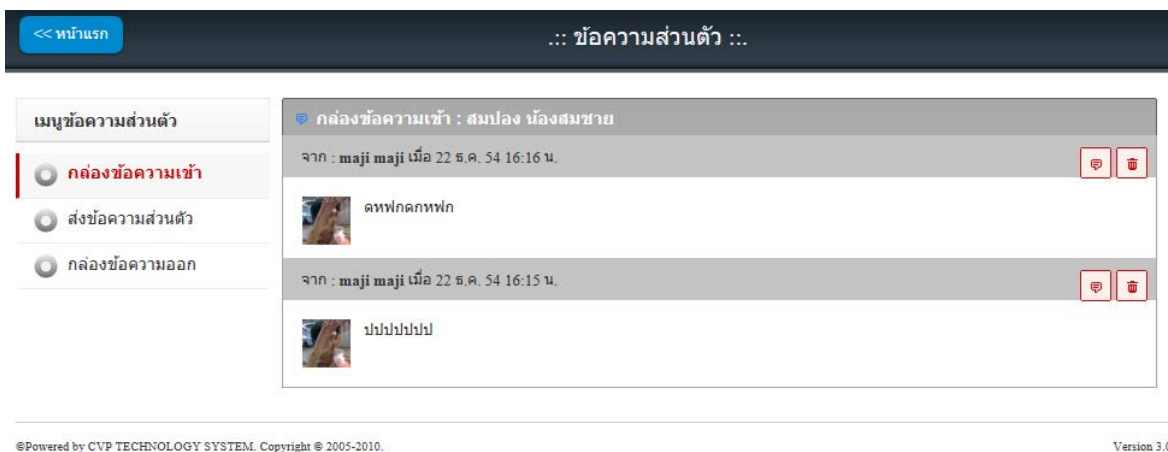 << หน้าแรก
.:: ข้อความส่วนตัว ::.
เมนูข้อความส่วนตัว
กล่องข้อความเข้า
ส่งข้อความส่วนตัว
กล่องข้อความออก
กล่องข้อความเข้า : สมปอง น้องสมชาย
จาก : maji maji เมื่อ 22 ธ.ค. 54 16:16 น.
ดหฟกดกหฟก
จาก : maji maji เมื่อ 22 ธ.ค. 54 16:15 น.
ปปปปปปป
©Powered by CVP TECHNOLOGY SYSTEM. Copyright © 2005-2010.
Version 3.0